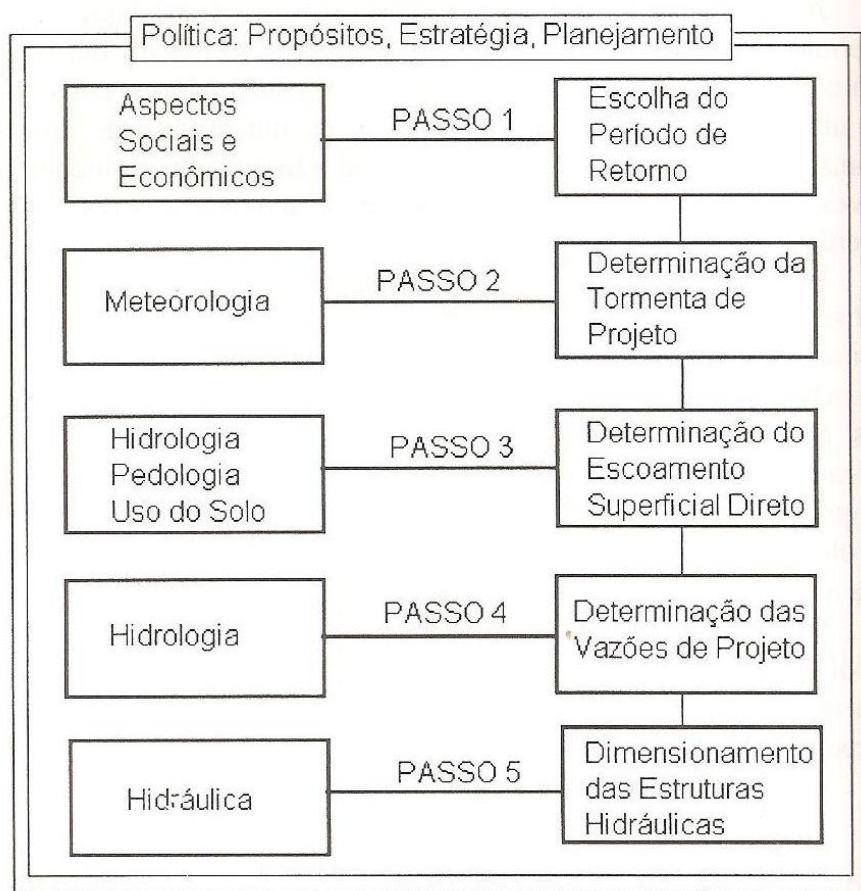 Política: Propósitos, Estratégia, Planejamento
Aspectos
Sociais e
Econômicos
PASSO 1
Escolha do
Período de
Retorno
Meteorologia
PASSO 2
Determinação da
Tormenta de
Projeto
Hidrologia
Pedologia
Uso do Solo
PASSO 3
Determinação do
Escoamento
Superficial Direto
Hidrologia
PASSO 4
Determinação das
Vazões de Projeto
Hidráulica
PASSO 5
Dimensionamento
das Estruturas
Hidráulicas